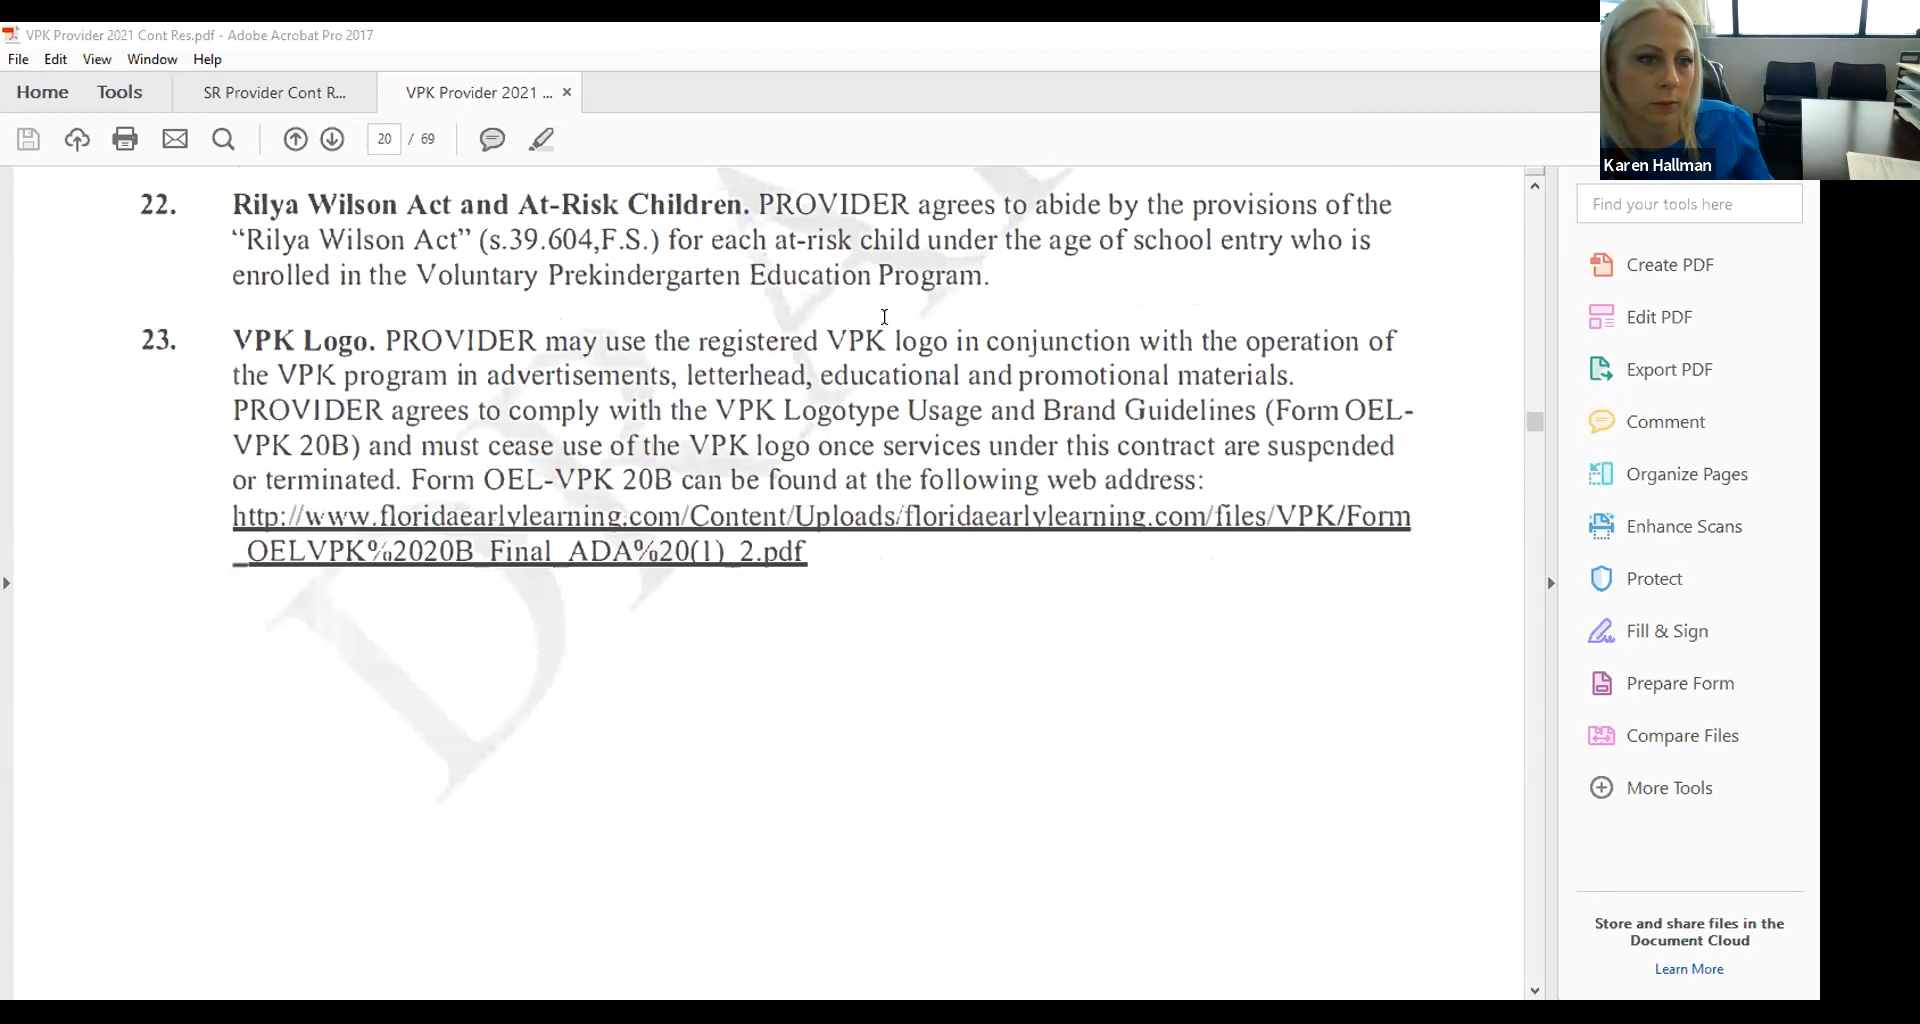 VPK Provider 2021 Cont Res.pdf - Adobe Acrobat Pro 2017
File Edit View Window Help
Home Tools SR Provider Cont R... VPK Provider 2021 ... ×
20 / 69
Karen Hallman
22. Rilya Wilson Act and At-Risk Children. PROVIDER agrees to abide by the provisions of the
“Rilya Wilson Act” (s.39.604,F.S.) for each at-risk child under the age of school entry who is
enrolled in the Voluntary Prekindergarten Education Program.
23. VPK Logo. PROVIDER may use the registered VPK logo in conjunction with the operation of
the VPK program in advertisements, letterhead, educational and promotional materials.
PROVIDER agrees to comply with the VPK Logotype Usage and Brand Guidelines (Form OEL-
VPK 20B) and must cease use of the VPK logo once services under this contract are suspended
or terminated. Form OEL-VPK 20B can be found at the following web address:
http://www.floridaearlylearning.com/Content/Uploads/floridaearlylearning.com/files/VPK/Form
_OELVPK%2020B_Final_ADA%20(1)_2.pdf
Find your tools here
Create PDF
Edit PDF
Export PDF
Comment
Organize Pages
Enhance Scans
Protect
Fill & Sign
Prepare Form
Compare Files
More Tools
Store and share files in the
Document Cloud
Learn More